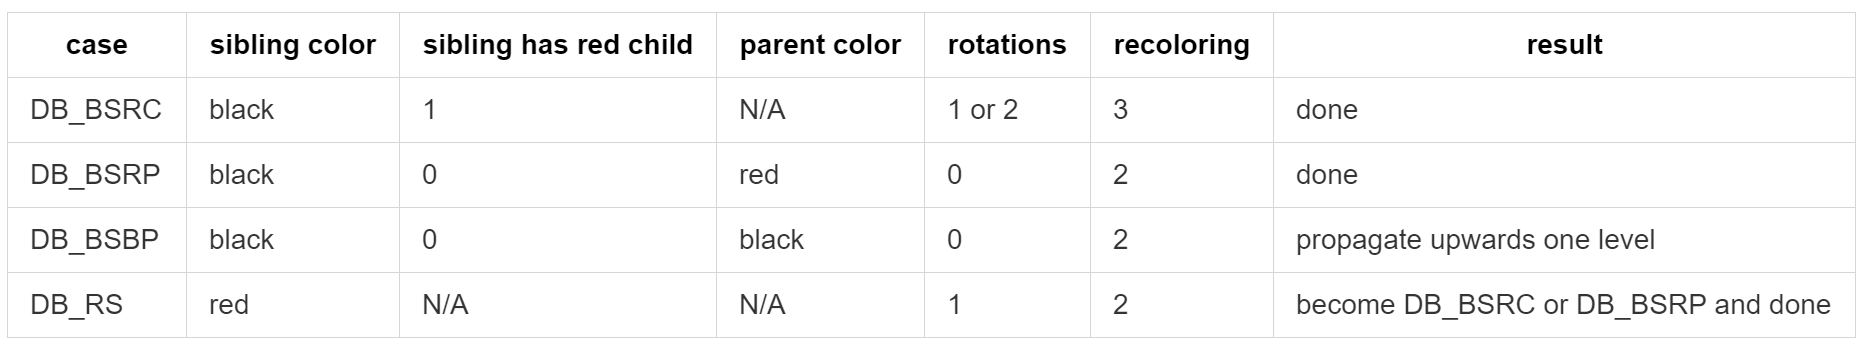 case sibling color sibling has red child parent color rotations recoloring result
DB_BSRC black 1 N/A 1 or 2 3 done
DB_BSRP black 0 red 0 2 done
DB_BSBP black 0 black 0 2 propagate upwards one level
DB_RS red N/A N/A 1 2 become DB_BSRC or DB_BSRP and done